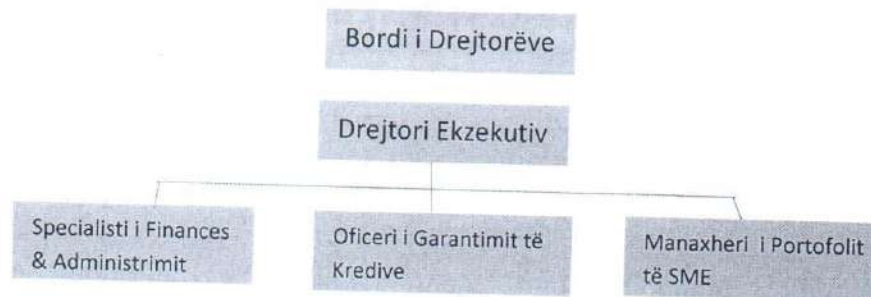 Bordi i Drejtorëve
Drejtori Ekzekutiv
Specialisti i Finances
& Administrimit
Oficeri i Garantimit të
Kredive
Manaxheri i Portofolit
të SME